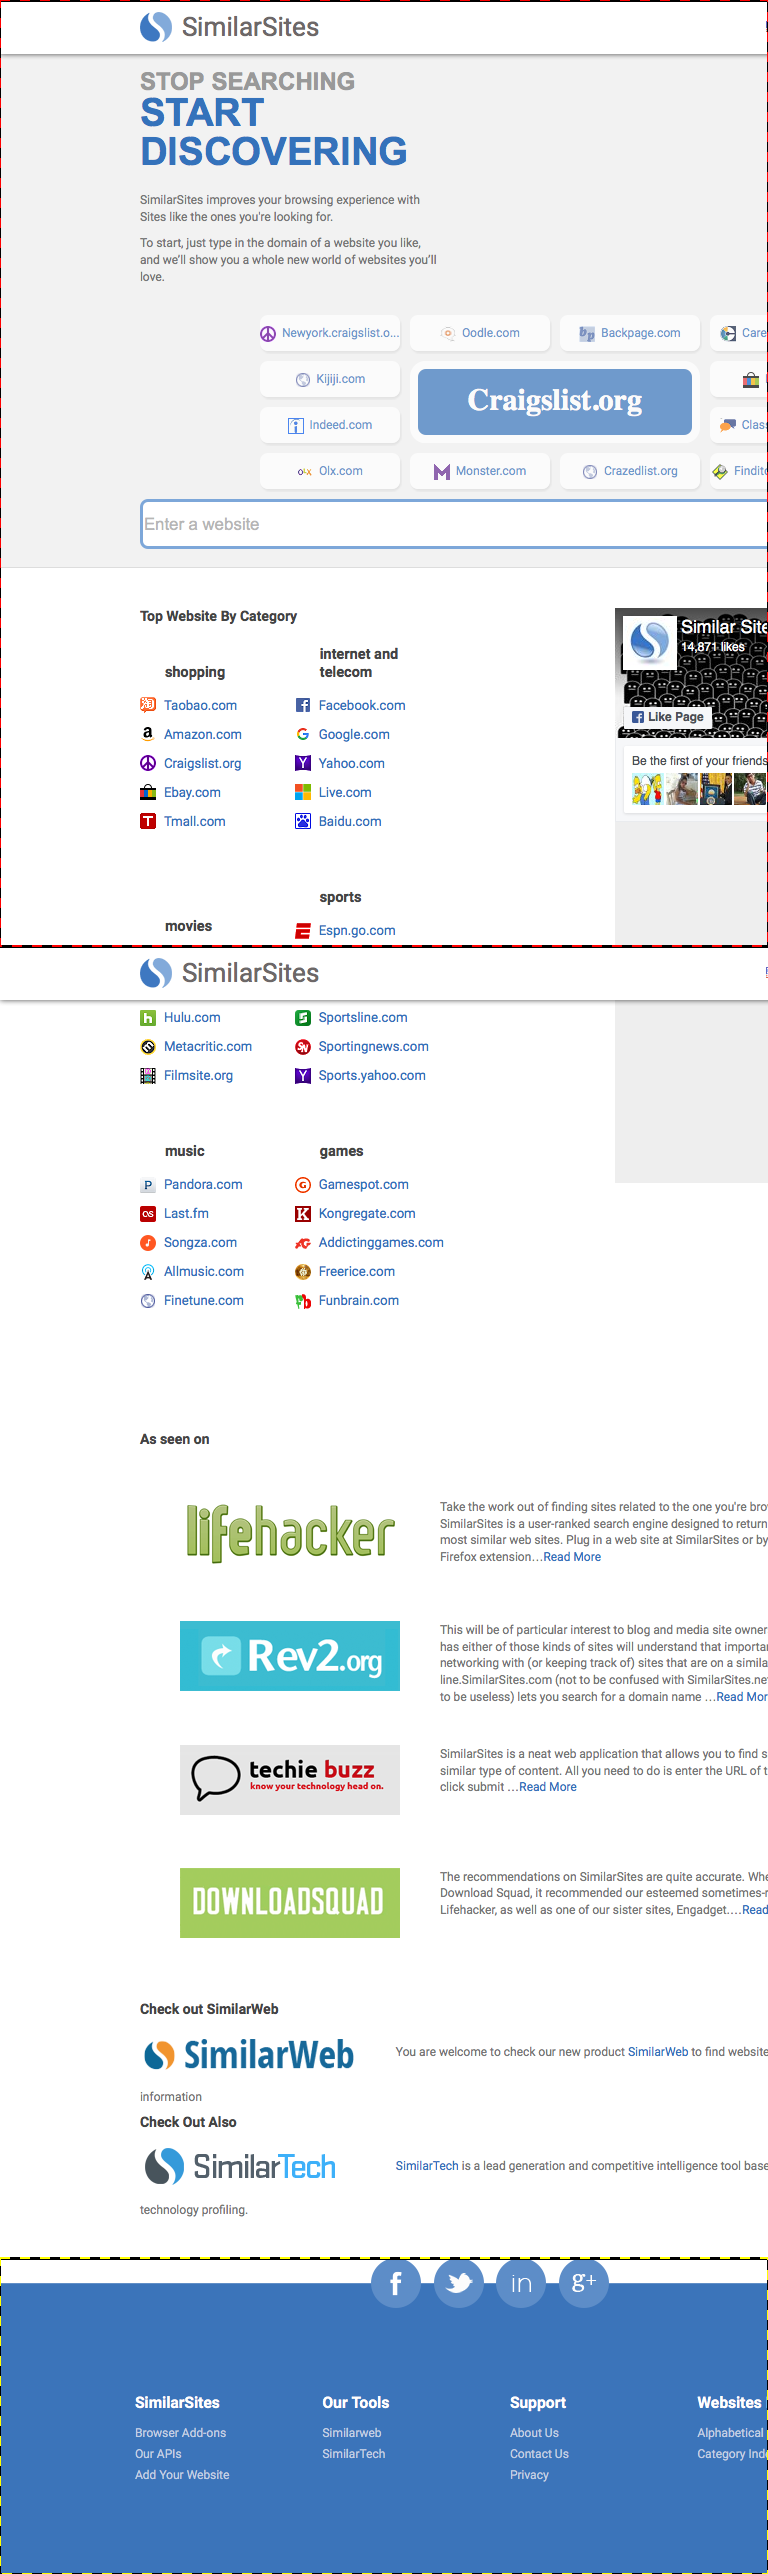 SimilarSites
STOP SEARCHING
START
DISCOVERING
SimilarSites improves your browsing experience with
Sites like the ones you're looking for.
To start, just type in the domain of a website you like,
and we'll show you a whole new world of websites you'll
love.
Newyork.craigslist.o...
Oodle.com
Backpage.com
Care
Kijiji.com
Craigslist.org
Indeed.com
Clas
Olx.com
Monster.com
Crazedlist.org
Findit
Enter a website
Top Website By Category
Similar Site
14,871 likes
Like Page
Be the first of your friends
shopping
Taobao.com
Amazon.com
Craigslist.org
Ebay.com
Tmall.com
internet and
telecom
Facebook.com
Google.com
Yahoo.com
Live.com
Baidu.com
movies
sports
Espn.go.com
SimilarSites
Hulu.com
Metacritic.com
Filmsite.org
Sportsline.com
Sportingnews.com
Sports.yahoo.com
music
Pandora.com
Last.fm
Songza.com
Allmusic.com
Finetune.com
games
Gamespot.com
Kongregate.com
Addictinggames.com
Freerice.com
Funbrain.com
As seen on
lifehacker
Take the work out of finding sites related to the one you're bro
SimilarSites is a user-ranked search engine designed to return
most similar web sites. Plug in a web site at SimilarSites or by
Firefox extension...Read More
Rev2.org
This will be of particular interest to blog and media site owner
has either of those kinds of sites will understand that importa
networking with (or keeping track of) sites that are on a simila
line.SimilarSites.com (not to be confused with SimilarSites.ne
to be useless) lets you search for a domain name ...Read Mor
techie buzz
know your technology head on.
SimilarSites is a neat web application that allows you to find s
similar type of content. All you need to do is enter the URL of t
click submit ...Read More
DOWNLOADSQUAD
The recommendations on SimilarSites are quite accurate. Whe
Download Squad, it recommended our esteemed sometimes-r
Lifehacker, as well as one of our sister sites, Engadget....Read
Check out SimilarWeb
SimilarWeb
You are welcome to check our new product SimilarWeb to find website
information
Check Out Also
SimilarTech
SimilarTech is a lead generation and competitive intelligence tool base
technology profiling.
f
in
g+
SimilarSites
Browser Add-ons
Our APIs
Add Your Website
Our Tools
Similarweb
SimilarTech
Support
About Us
Contact Us
Privacy
Websites
Alphabetical
Category Ind